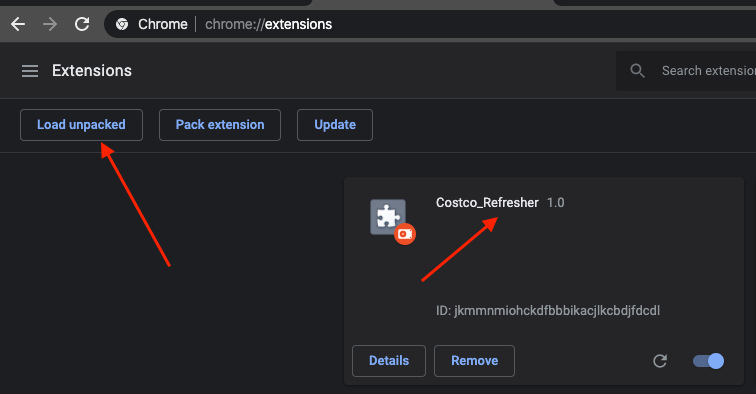 Chrome | chrome://extensions
Extensions
Search extension
Load unpacked
Pack extension
Update
Costco_Refresher 1.0
ID: jkmmnmiohckdfbbbikacjlkcbdjfdcdl
Details
Remove